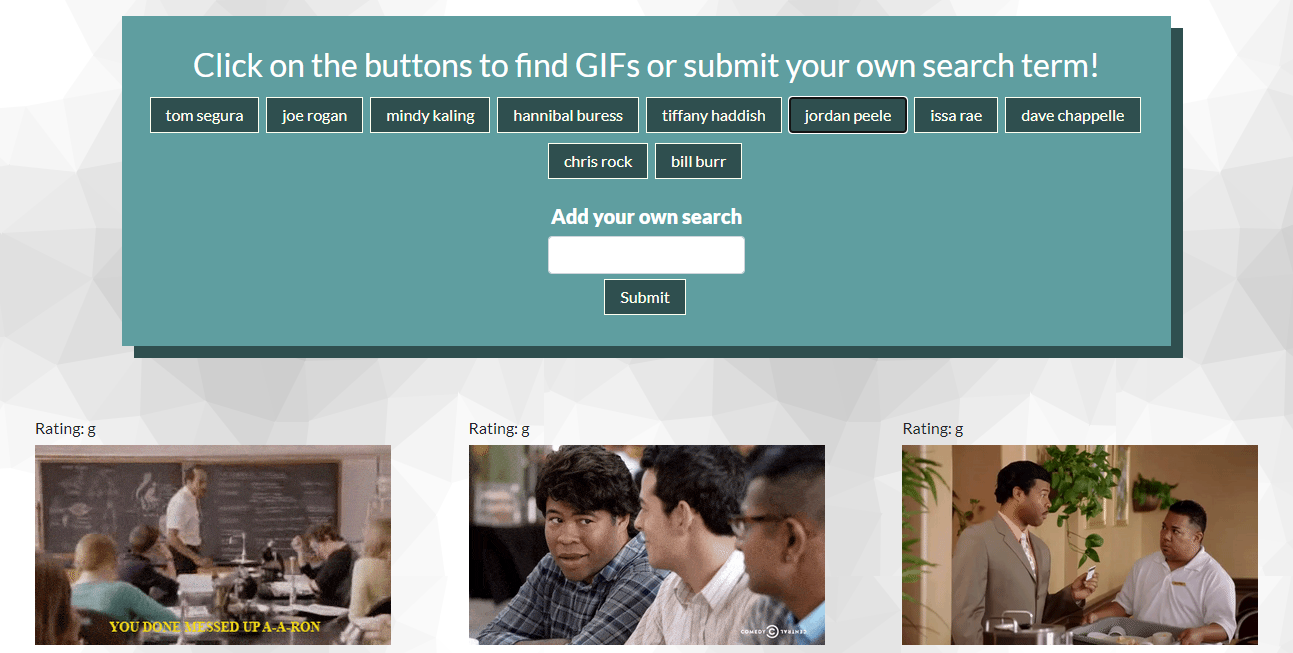 Click on the buttons to find GIFs or submit your own search term!
tom segura joe rogan mindy kaling hannibal buress tiffany haddish jordan peele issa rae dave chappelle
chris rock bill burr
Add your own search
Submit
Rating: g Rating: g Rating: g
YOU DONE MESSED UP A-A-RON
COMEDY CENTRAL